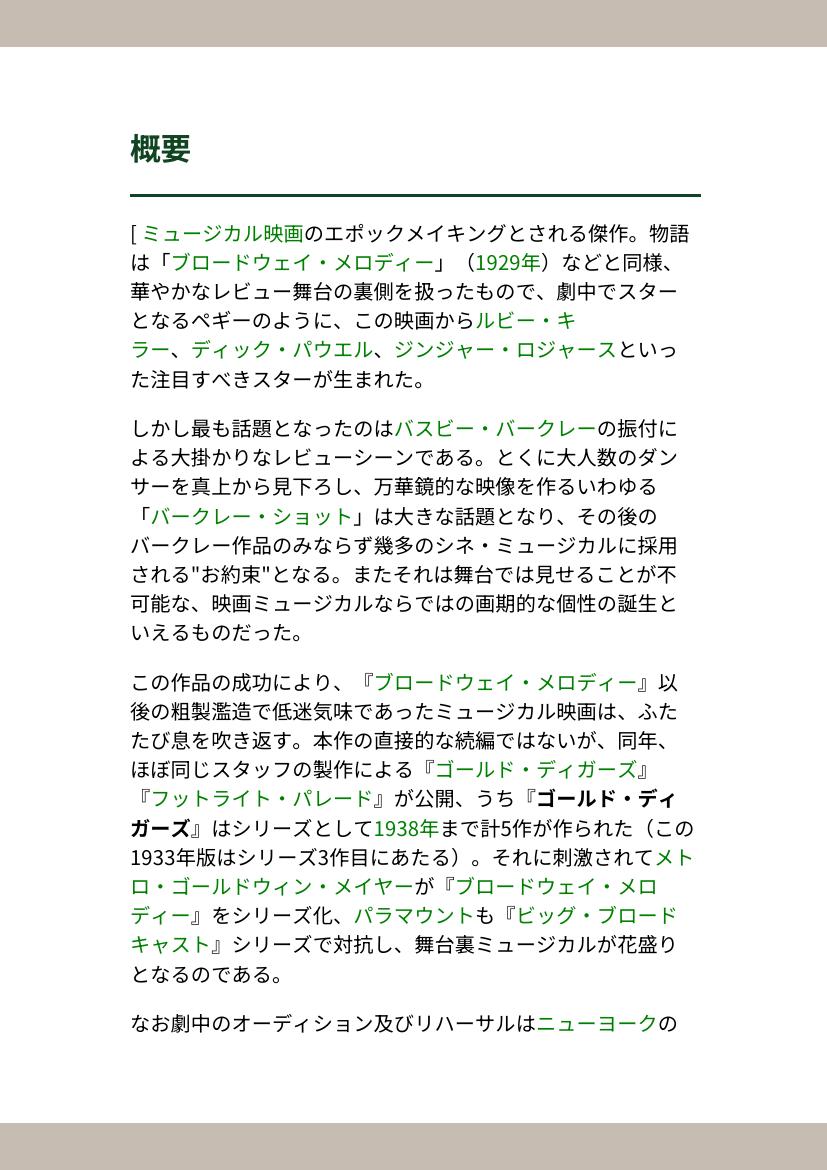 概要
[ ミュージカル映画のエポックメイキングとされる傑作。物語
は「ブロードウェイ・メロディー」（1929年）などと同様、
華やかなレビュー舞台の裏側を扱ったもので、劇中でスター
となるペギーのように、この映画からルビー・キ
ラー、ディック・パウエル、ジンジャー・ロジャースといっ
た注目すべきスターが生まれた。
しかし最も話題となったのはバスビー・バークレーの振付に
よる大掛かりなレビューシーンである。とくに大人数のダン
サーを真上から見下ろし、万華鏡的な映像を作るいわゆる
「バークレー・ショット」は大きな話題となり、その後の
バークレー作品のみならず幾多のシネ・ミュージカルに採用
される"お約束"となる。またそれは舞台では見せることが不
可能な、映画ミュージカルならではの画期的な個性の誕生と
いえるものだった。
この作品の成功により、『ブロードウェイ・メロディー』以
後の粗製濫造で低迷気味であったミュージカル映画は、ふた
たび息を吹き返す。本作の直接的な続編ではないが、同年、
ほぼ同じスタッフの製作による『ゴールド・ディガーズ』
『フットライト・パレード』が公開、うち『ゴールド・ディ
ガーズ』はシリーズとして1938年まで計5作が作られた（この
1933年版はシリーズ3作目にあたる）。それに刺激されてメト
ロ・ゴールドウィン・メイヤーが『ブロードウェイ・メロ
ディー』をシリーズ化、パラマウントも『ビッグ・ブロード
キャスト』シリーズで対抗し、舞台裏ミュージカルが花盛り
となるのである。
なお劇中のオーディション及びリハーサルはニューヨークの